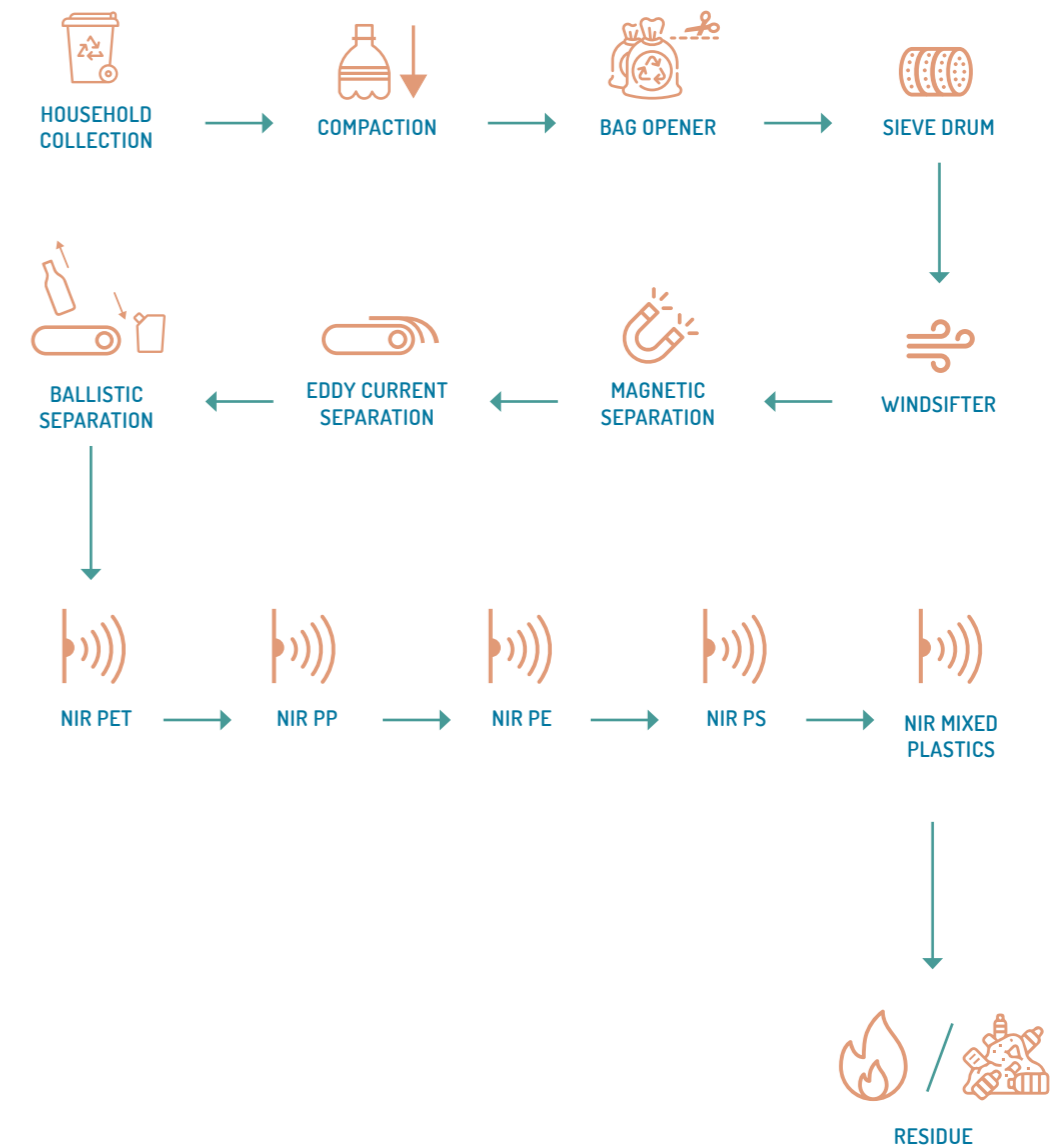 HOUSEHOLD
COLLECTION
COMPACTION
BAG OPENER
SIEVE DRUM
WINDSIFTER
MAGNETIC
SEPARATION
EDDY CURRENT
SEPARATION
BALLISTIC
SEPARATION
NIR PET
NIR PP
NIR PE
NIR PS
NIR MIXED
PLASTICS
RESIDUE